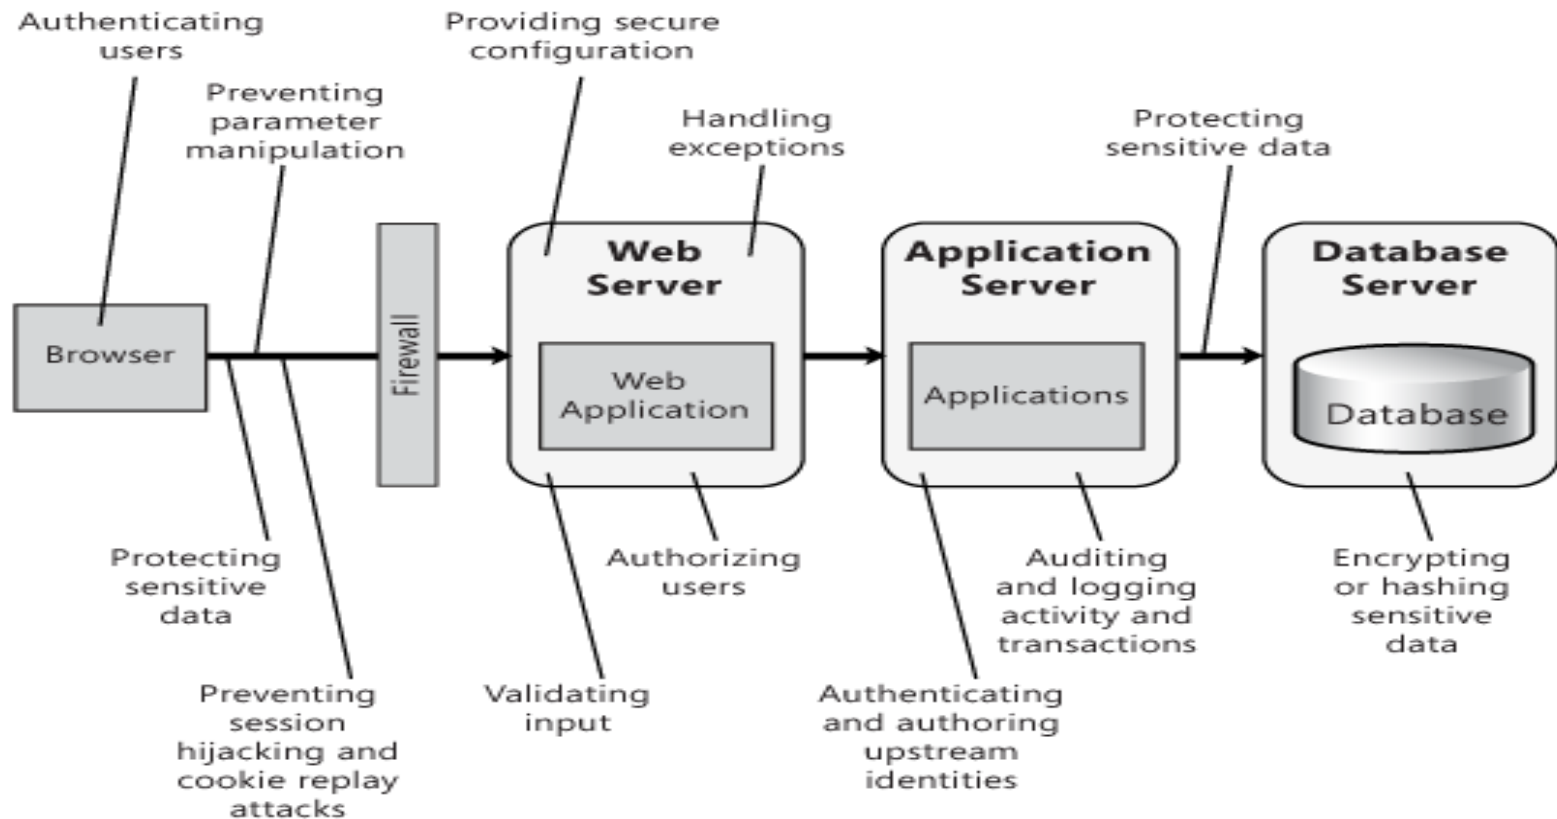 Authenticating
users
Providing secure
configuration
Preventing
parameter
manipulation
Handling
exceptions
Protecting
sensitive data
Browser
Firewall
Web
Server
Web
Application
Application
Server
Applications
Database
Server
Database
Protecting
sensitive
data
Authorizing
users
Auditing
and logging
activity and
transactions
Encrypting
or hashing
sensitive
data
Preventing
session
hijacking and
cookie replay
attacks
Validating
input
Authenticating
and authoring
upstream
identities